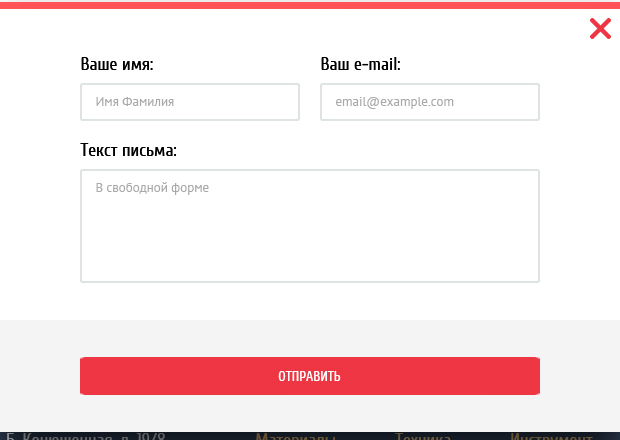 Ваше имя: Ваш e-mail:
Имя Фамилия email@example.com
Текст письма:
В свободной форме
ОТПРАВИТЬ
Б. Конюшенная, д. 19/8 Материалы Техника Инструмент